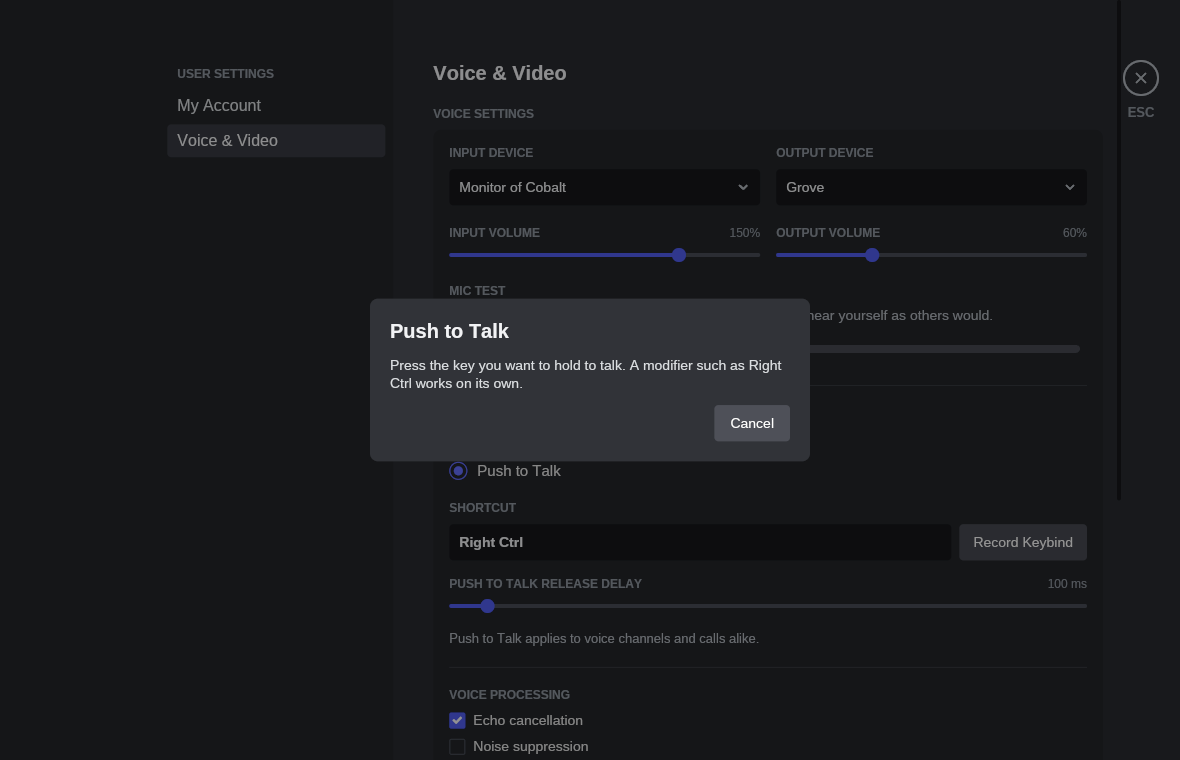 USER SETTINGS
My Account
Voice & Video
Voice & Video
ESC
VOICE SETTINGS
INPUT DEVICE
OUTPUT DEVICE
Monitor of Cobalt
Grove
INPUT VOLUME
150%
OUTPUT VOLUME
60%
MIC TEST
hear yourself as others would.
Push to Talk
Press the key you want to hold to talk. A modifier such as Right
Ctrl works on its own.
Cancel
Push to Talk
SHORTCUT
Right Ctrl
Record Keybind
PUSH TO TALK RELEASE DELAY
100 ms
Push to Talk applies to voice channels and calls alike.
VOICE PROCESSING
Echo cancellation
Noise suppression